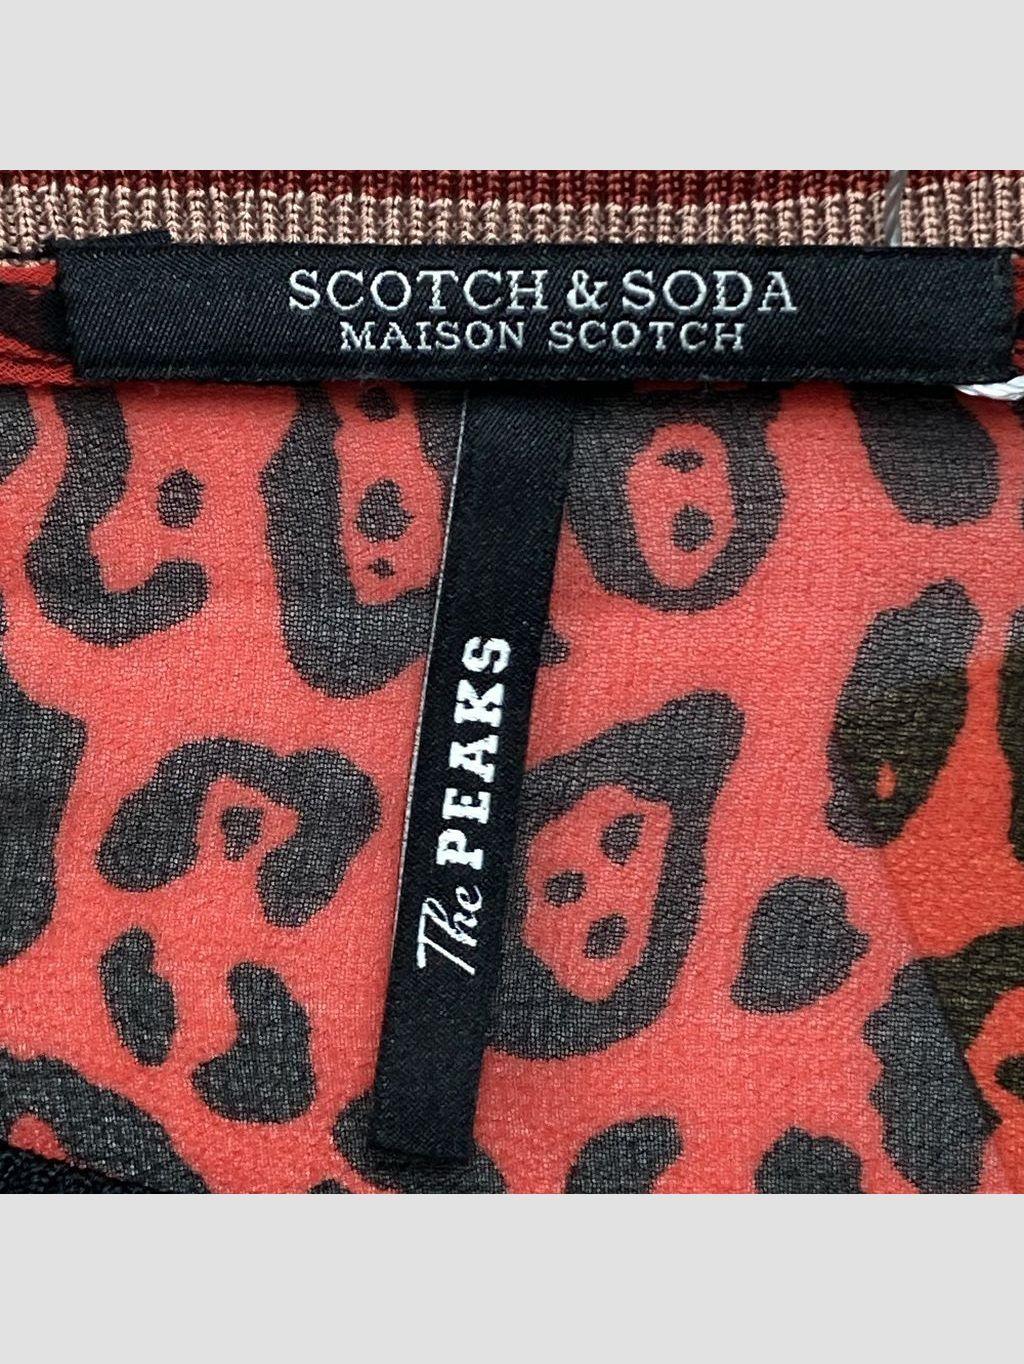 SCOTCH & SODA
MAISON SCOTCH
The PEAKS